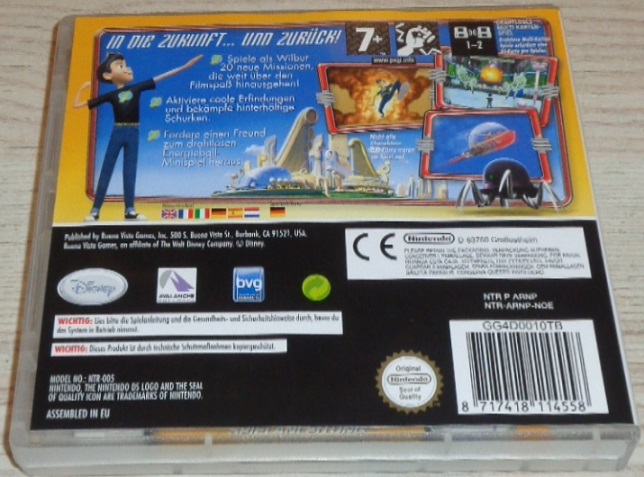 IN DIE ZUKUNFT... UND ZURÜCK!
7+
www.pegi.info
1-2
Spiele als Wilbur
20 neue Missionen,
die weit über den
Filmspaß hinausgehen!
Aktiviere coole Erfindungen
und bekämpfe hinterhältige
Schurken.
Fordere einen Freund
zum drahtlosen
Energieball
Minispiel heraus.
Published by Buena Vista Games, Inc. 500 S. Buena Vista St., Burbank, CA 91521, USA.
Buena Vista Games, an affiliate of The Walt Disney Company. © Disney.
CE
Nintendo
D 63760 Großostheim
Disney
AVALANCHE
bvg
NTR P ARNP
NTR-ARNP-NOE
WICHTIG: Lies bitte die Spielanleitung und die Gesundheits- und Sicherheitshinweise durch, bevor du
das System in Betrieb nimmst.
WICHTIG: Dieses Produkt ist durch technische Schutzmaßnahmen kopiergeschützt.
GG4D0010TB
8 717418 114558
MODEL NO.: NTR-005
NINTENDO, THE NINTENDO DS LOGO AND THE SEAL
OF QUALITY ICON ARE TRADEMARKS OF NINTENDO.
ASSEMBLED IN EU
Original
Nintendo
Seal of
Quality